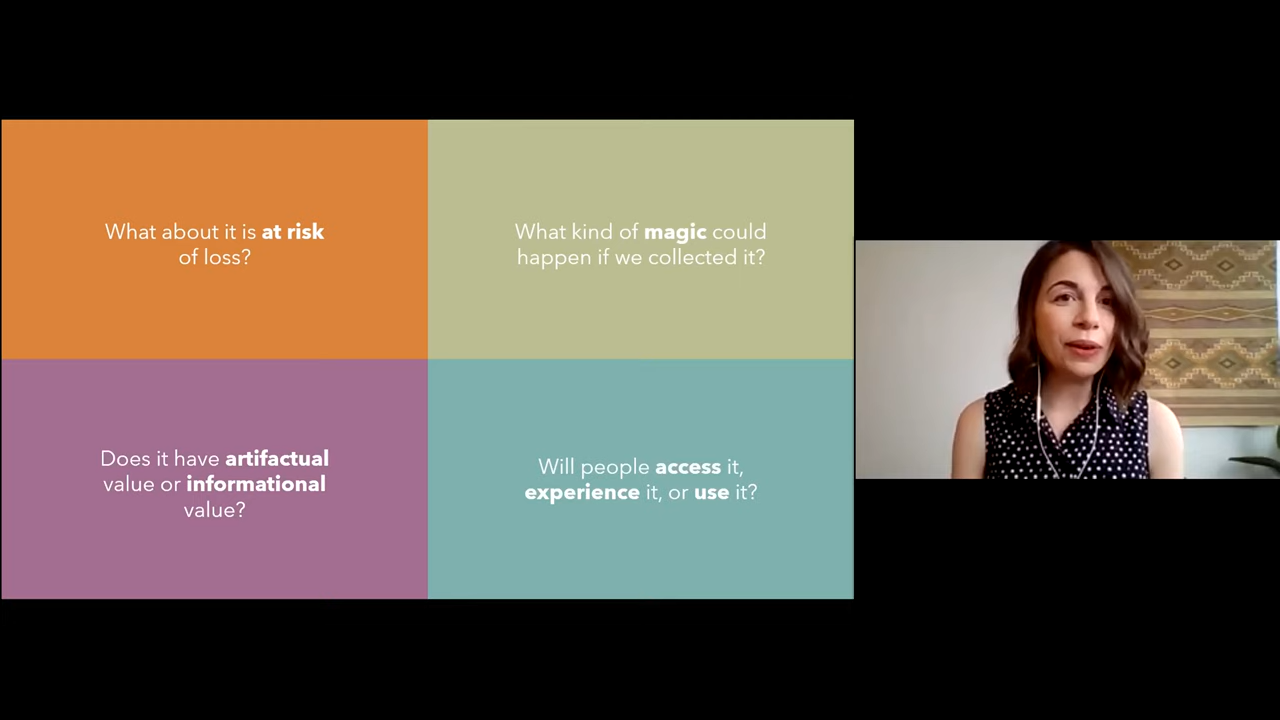 What about it is at risk
of loss?
What kind of magic could
happen if we collected it?
Does it have artifactual
value or informational
value?
Will people access it,
experience it, or use it?